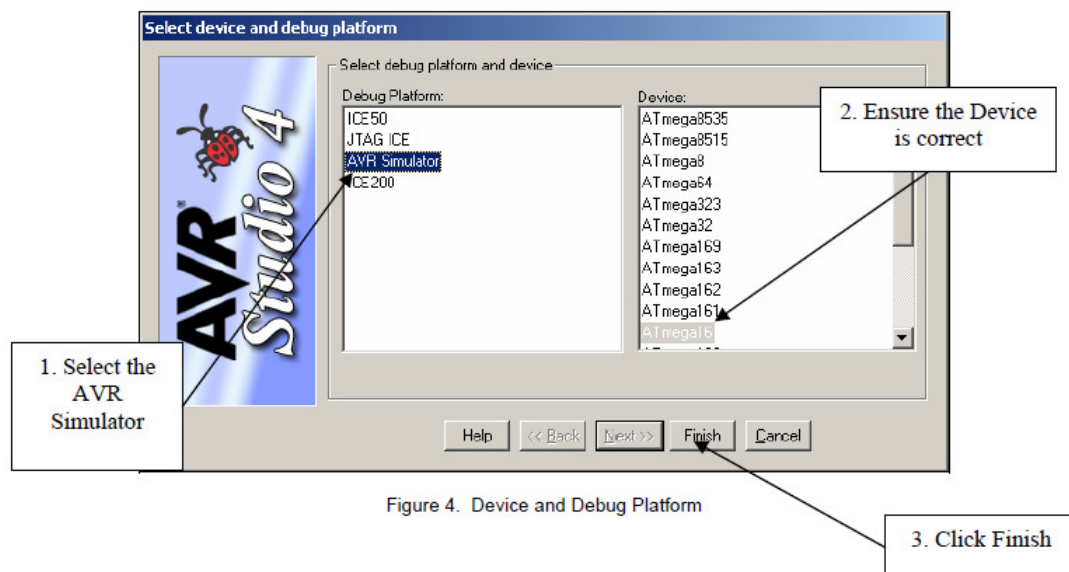 Select device and debug platform
Select debug platform and device
Debug Platform:
ICE50
JTAG ICE
AVR Simulator
ICE200
Device:
ATmega8535
ATmega8515
ATmega8
ATmega64
ATmega323
ATmega32
ATmega169
ATmega163
ATmega162
ATmega161
ATmega16
AVR®
Studio 4
1. Select the
AVR
Simulator
2. Ensure the Device
is correct
Help
<< Back
Next >>
Finish
Cancel
Figure 4. Device and Debug Platform
3. Click Finish